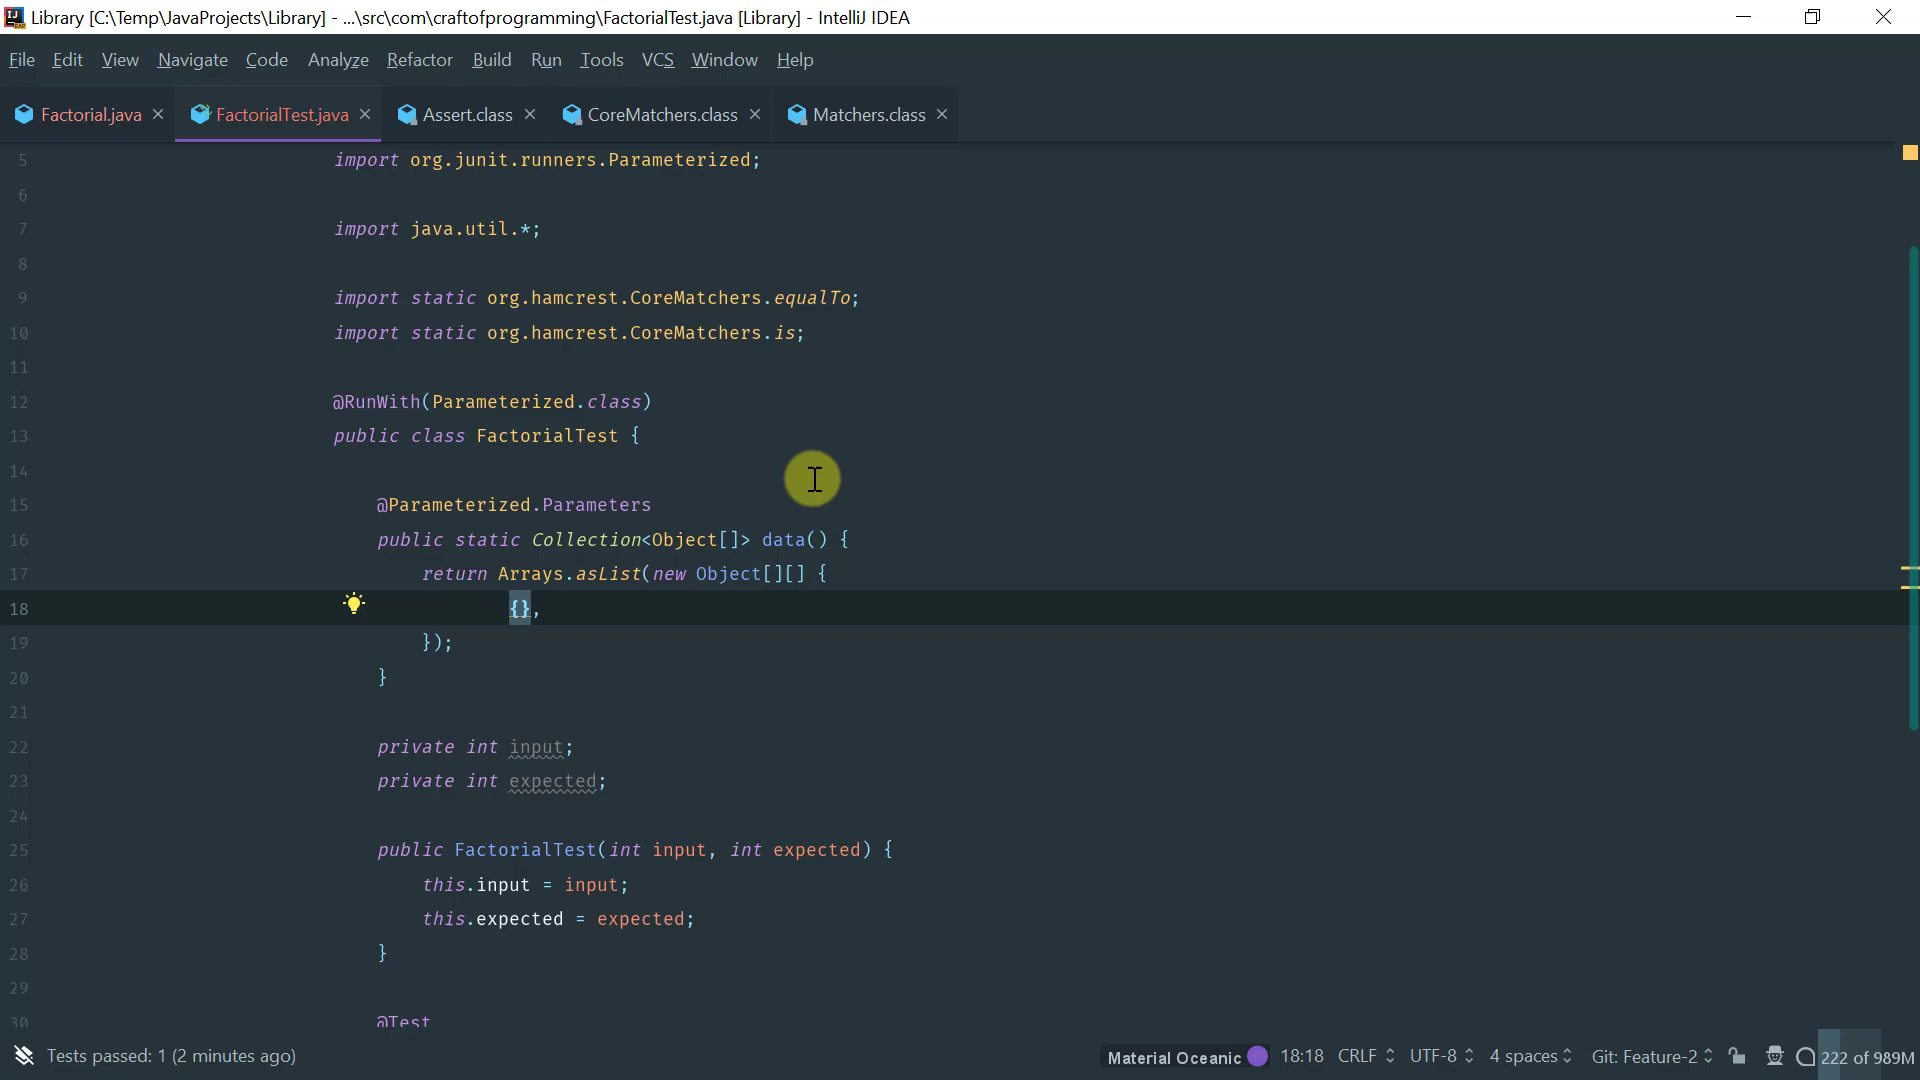 Library [C:\Temp\JavaProjects\Library] - ...\src\com\craftofprogramming\FactorialTest.java [Library] - IntelliJ IDEA
File Edit View Navigate Code Analyze Refactor Build Run Tools VCS Window Help
Factorial.java FactorialTest.java Assert.class CoreMatchers.class Matchers.class
5 import org.junit.runners.Parameterized;
6
7 import java.util.*;
8
9 import static org.hamcrest.CoreMatchers.equalTo;
10 import static org.hamcrest.CoreMatchers.is;
11
12 @RunWith(Parameterized.class)
13 public class FactorialTest {
14
15 @Parameterized.Parameters
16 public static Collection<Object[]> data() {
17 return Arrays.asList(new Object[][] {
18 {},
19 });
20 }
21
22 private int input;
23 private int expected;
24
25 public FactorialTest(int input, int expected) {
26 this.input = input;
27 this.expected = expected;
28 }
29
30 @Test
Tests passed: 1 (2 minutes ago) Material Oceanic 18:18 CRLF UTF-8 4 spaces Git: Feature-2 222 of 989M